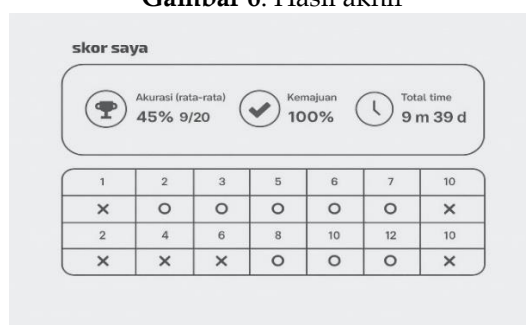 Gambar 6. Hasil akhir
skor saya
Akurasi (rata-rata) Kemajuan Total time
45% 9/20 100% 9 m 39 d
1 2 3 5 6 7 10
× O O O O O ×
2 4 6 8 10 12 10
× × × O O O ×